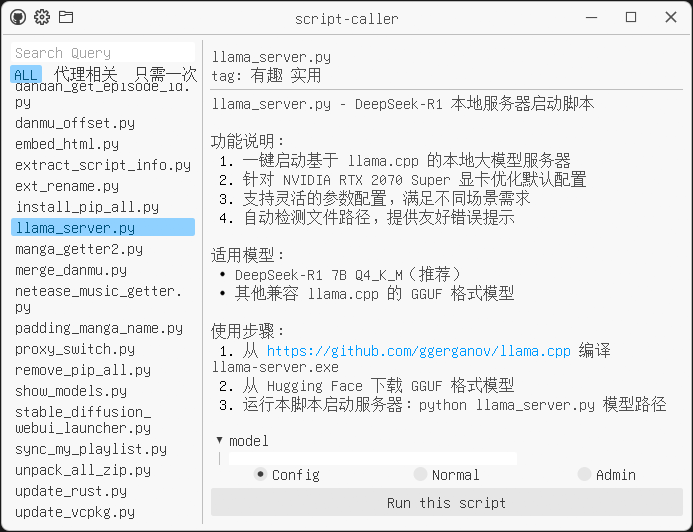 script-caller
Search Query
ALL 代理相关 只需一次
dandan_get_episode_id.
py
danmu_offset.py
embed_html.py
extract_script_info.py
ext_rename.py
install_pip_all.py
llama_server.py
manga_getter2.py
merge_danmu.py
netease_music_getter.
py
padding_manga_name.py
proxy_switch.py
remove_pip_all.py
show_models.py
stable_diffusion_
webui_launcher.py
sync_my_playlist.py
unpack_all_zip.py
update_rust.py
update_vcpkg.py
llama_server.py
tag: 有趣 实用
llama_server.py - DeepSeek-R1 本地服务器启动脚本
功能说明：
1. 一键启动基于 llama.cpp 的本地大模型服务器
2. 针对 NVIDIA RTX 2070 Super 显卡优化默认配置
3. 支持灵活的参数配置，满足不同场景需求
4. 自动检测文件路径，提供友好错误提示
适用模型：
• DeepSeek-R1 7B Q4_K_M（推荐）
• 其他兼容 llama.cpp 的 GGUF 格式模型
使用步骤：
1. 从 https://github.com/ggerganov/llama.cpp 编译
llama-server.exe
2. 从 Hugging Face 下载 GGUF 格式模型
3. 运行本脚本启动服务器：python llama_server.py 模型路径
▼ model
Config Normal Admin
Run this script